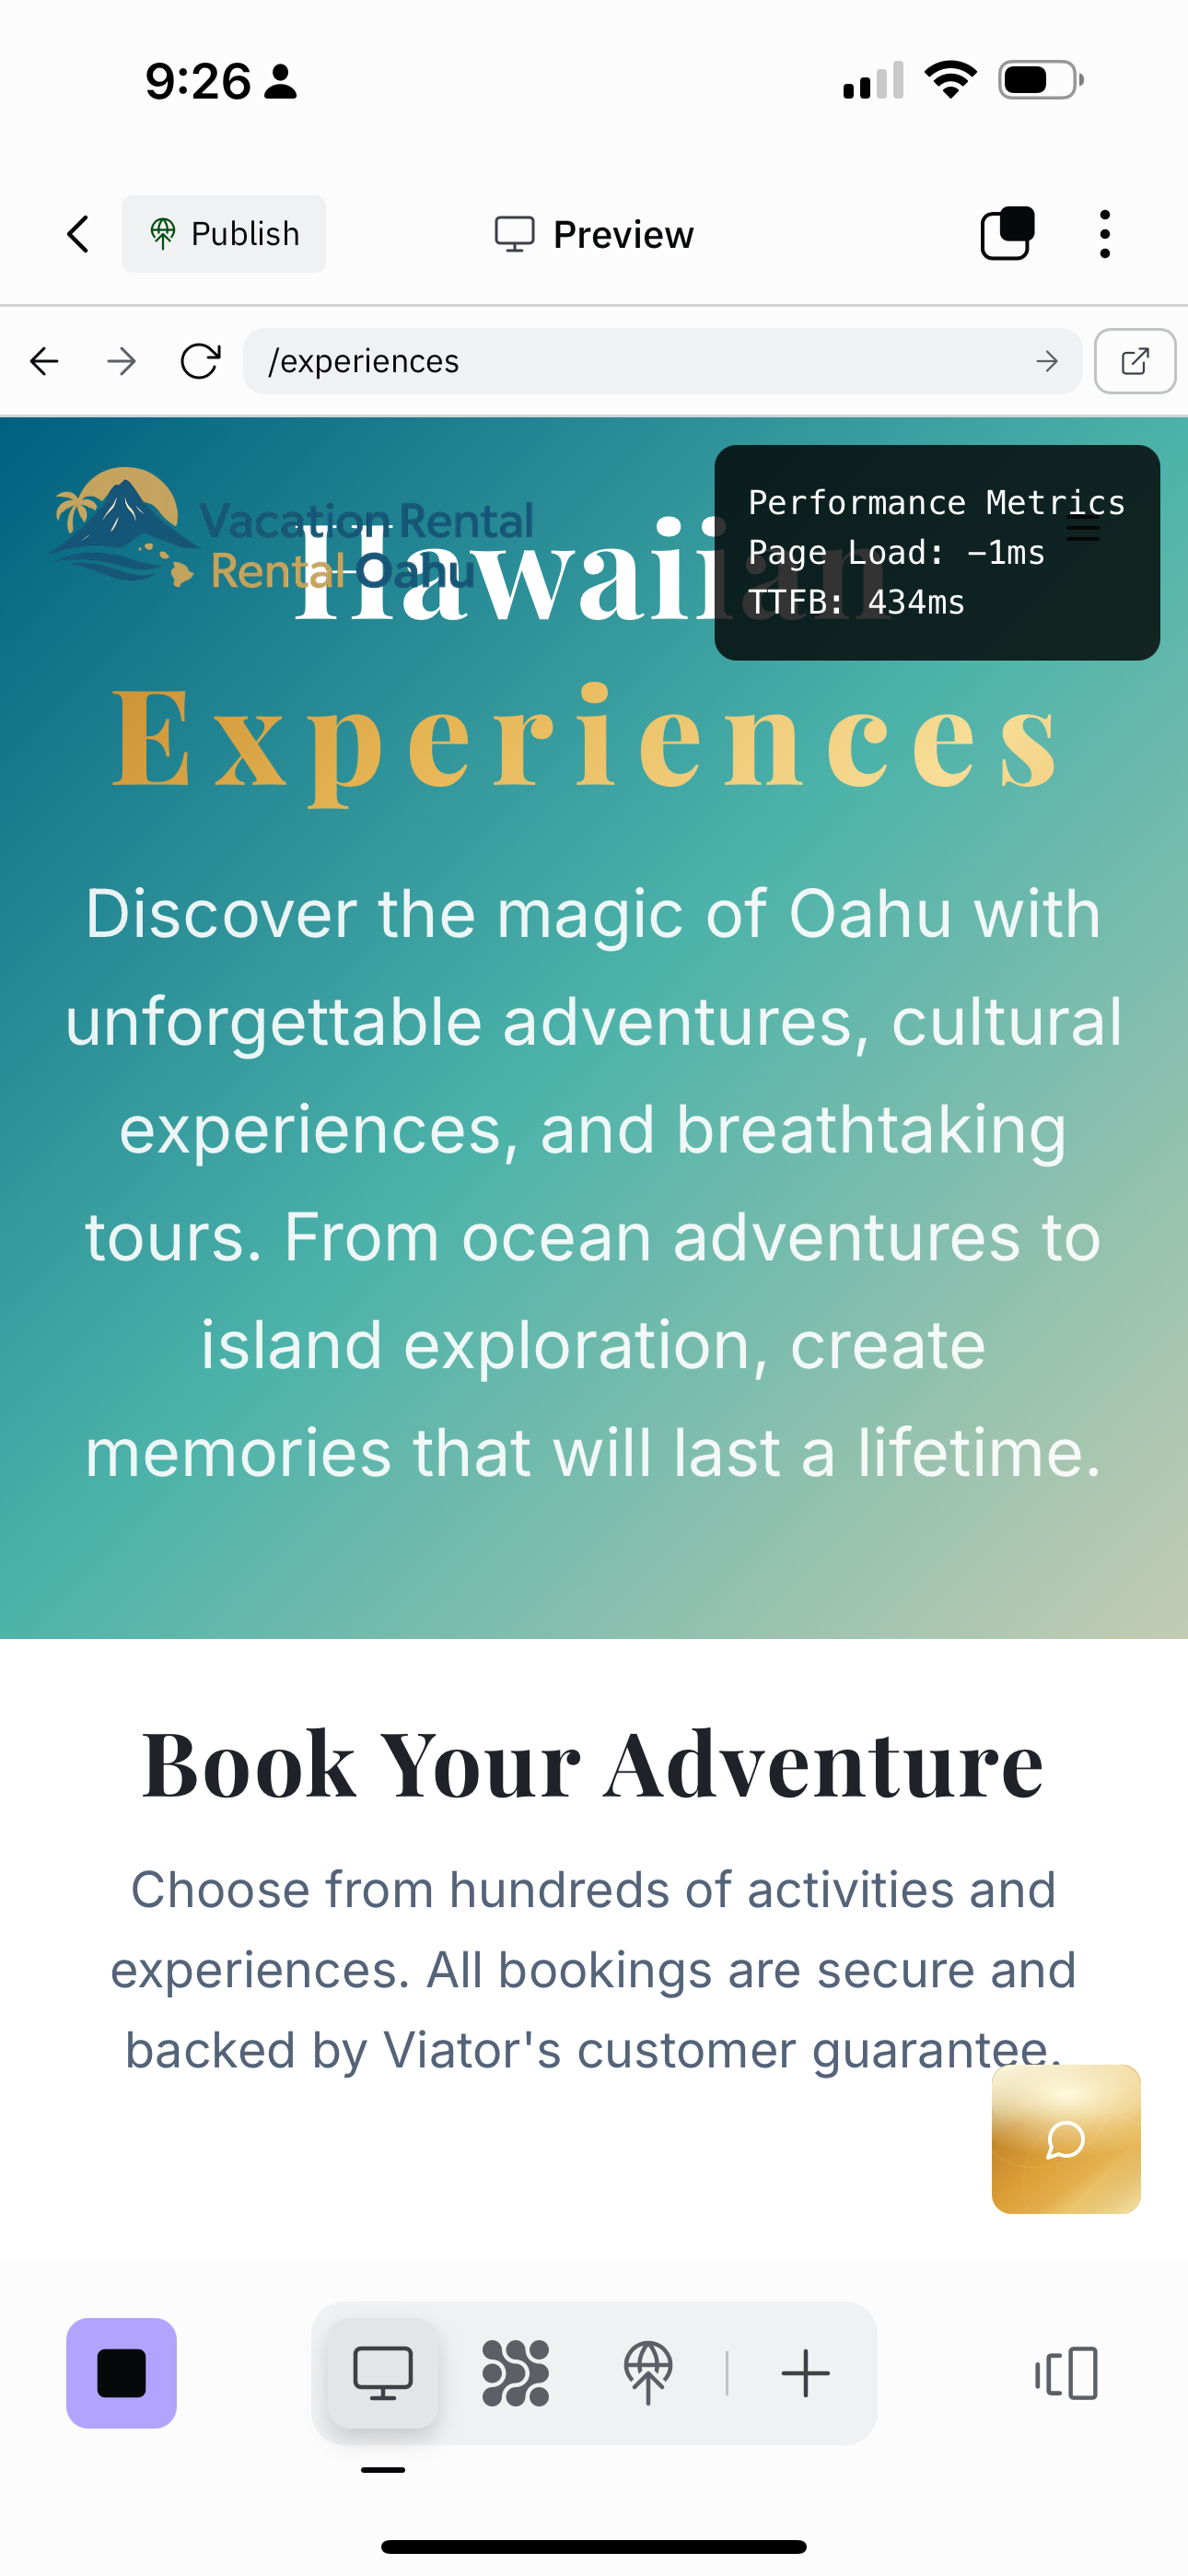 9:26
Publish
Preview
/experiences
Vacation Rental
Rental Oahu
Performance Metrics
Page Load: -1ms
TTFB: 434ms
Hawaiian
Experiences
Discover the magic of Oahu with
unforgettable adventures, cultural
experiences, and breathtaking
tours. From ocean adventures to
island exploration, create
memories that will last a lifetime.
Book Your Adventure
Choose from hundreds of activities and
experiences. All bookings are secure and
backed by Viator's customer guarantee.